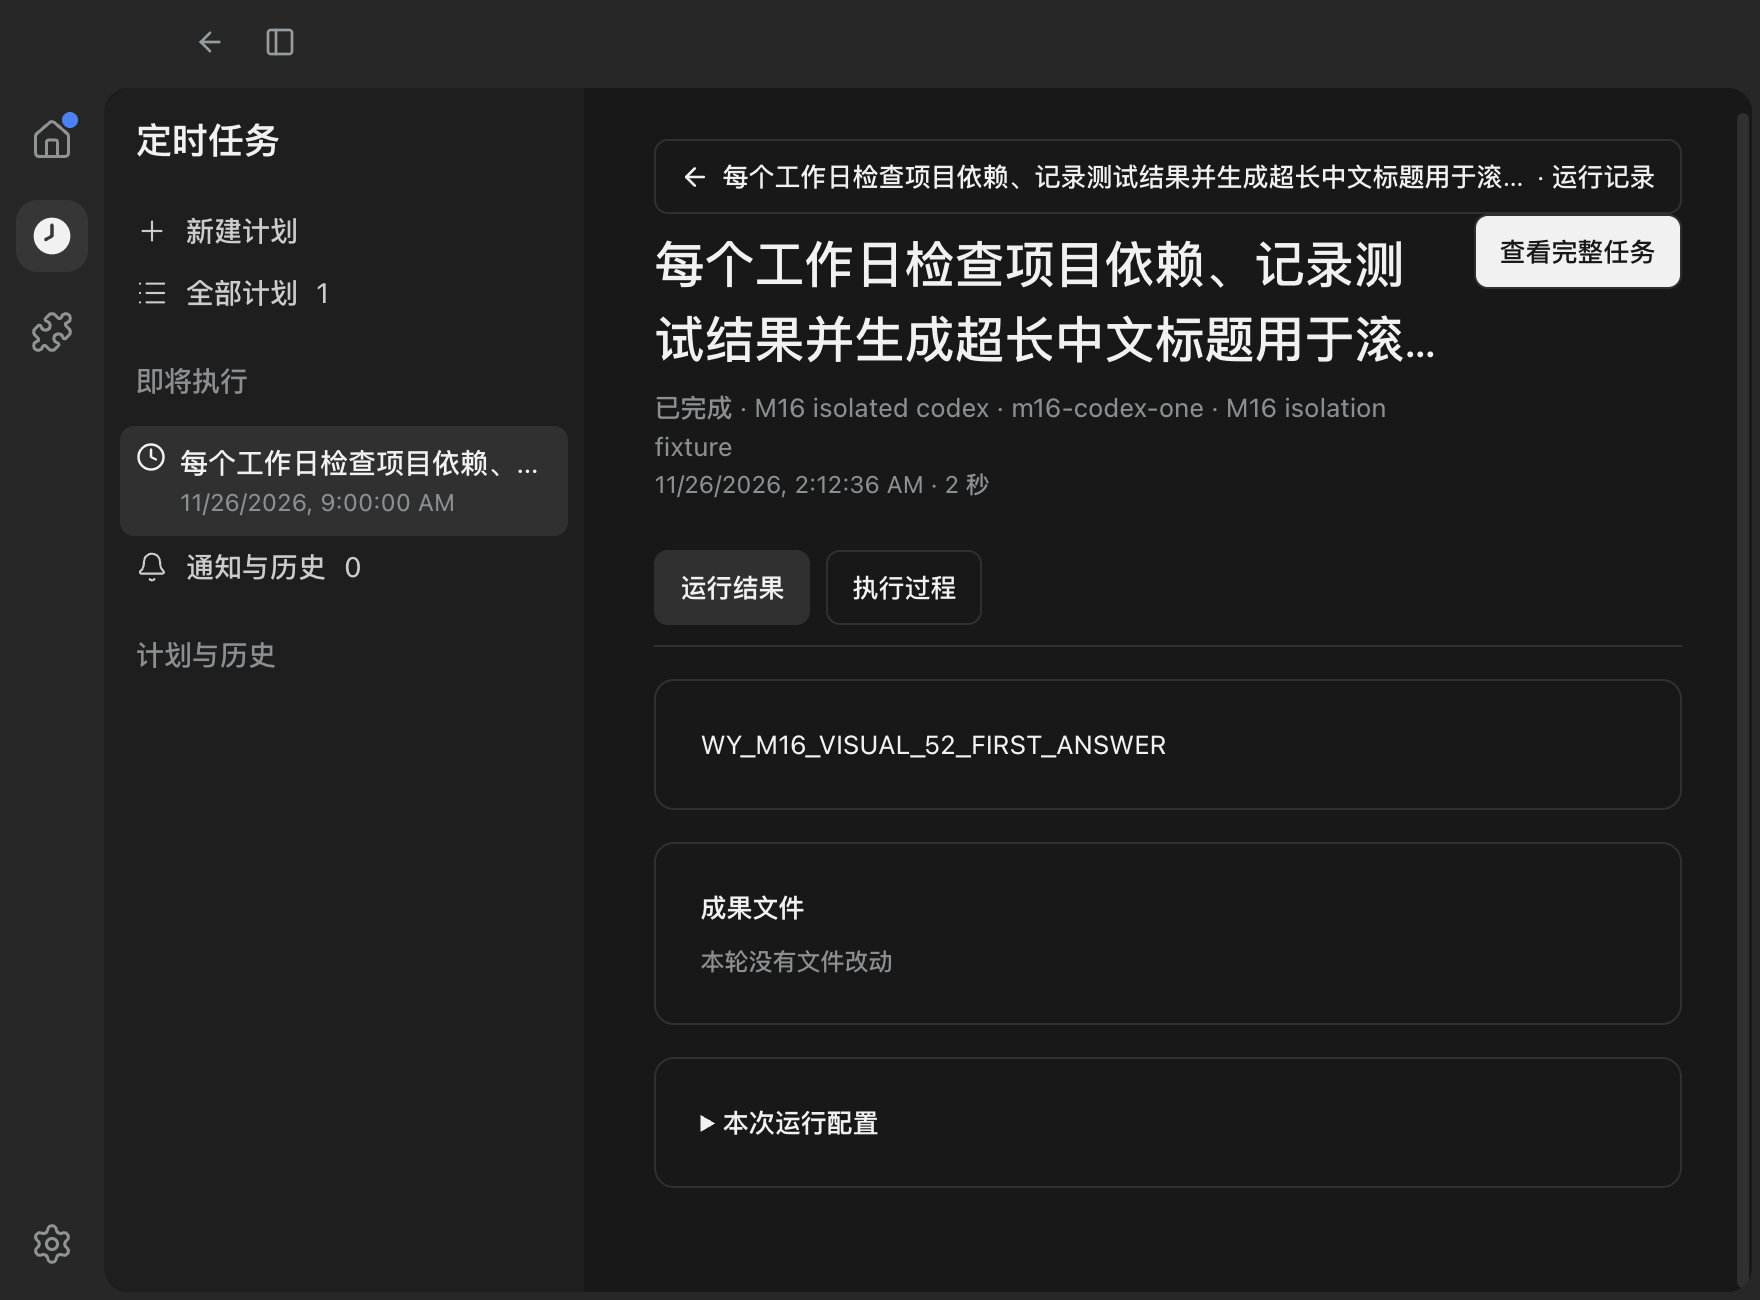 定时任务
新建计划
全部计划 1
即将执行
每个工作日检查项目依赖、...
11/26/2026, 9:00:00 AM
通知与历史 0
计划与历史
每个工作日检查项目依赖、记录测试结果并生成超长中文标题用于滚... · 运行记录
每个工作日检查项目依赖、记录测
试结果并生成超长中文标题用于滚...
查看完整任务
已完成 · M16 isolated codex · m16-codex-one · M16 isolation
fixture
11/26/2026, 2:12:36 AM · 2 秒
运行结果
执行过程
WY_M16_VISUAL_52_FIRST_ANSWER
成果文件
本轮没有文件改动
本次运行配置